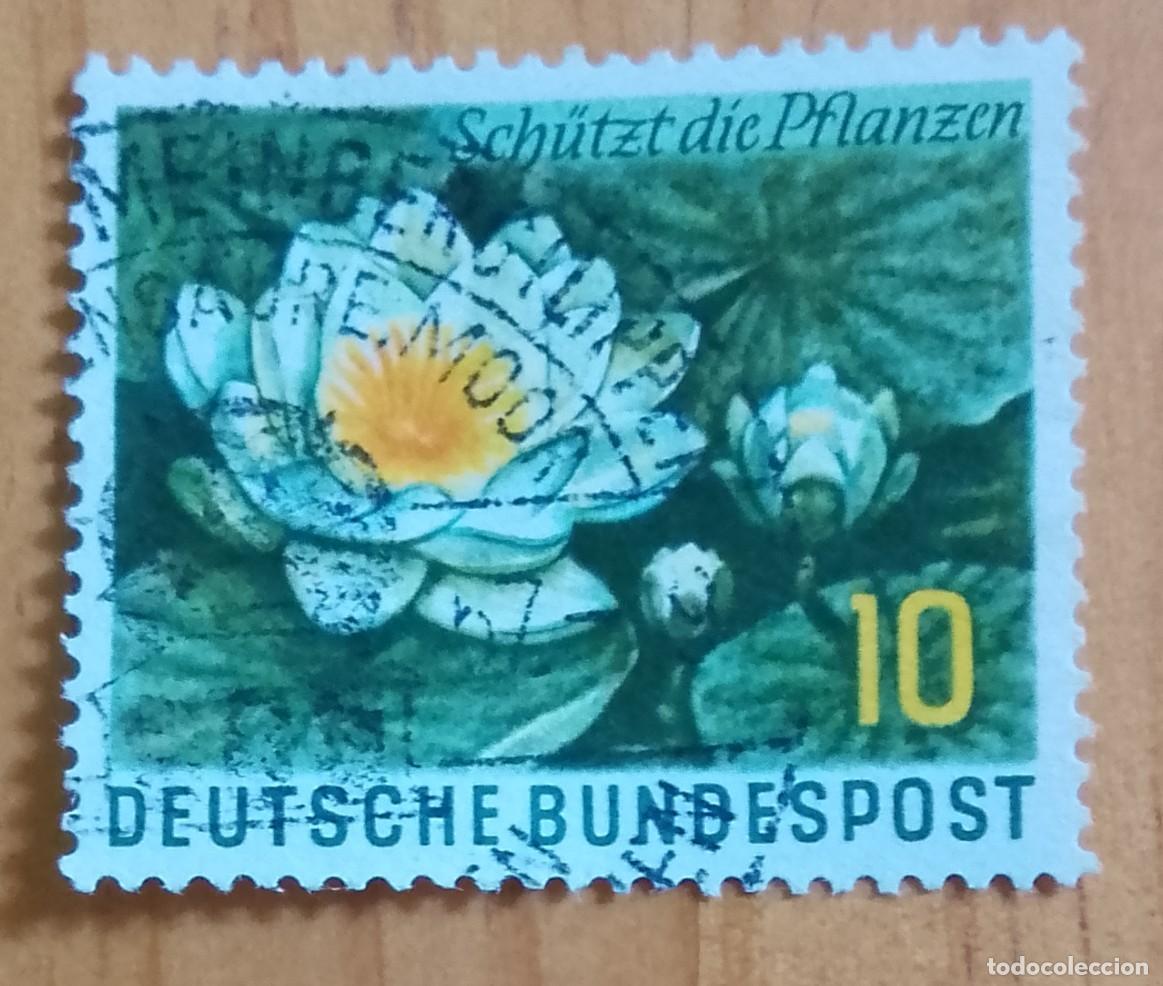 Schützt die Pflanzen
10
DEUTSCHE BUNDESPOST
todocoleccion